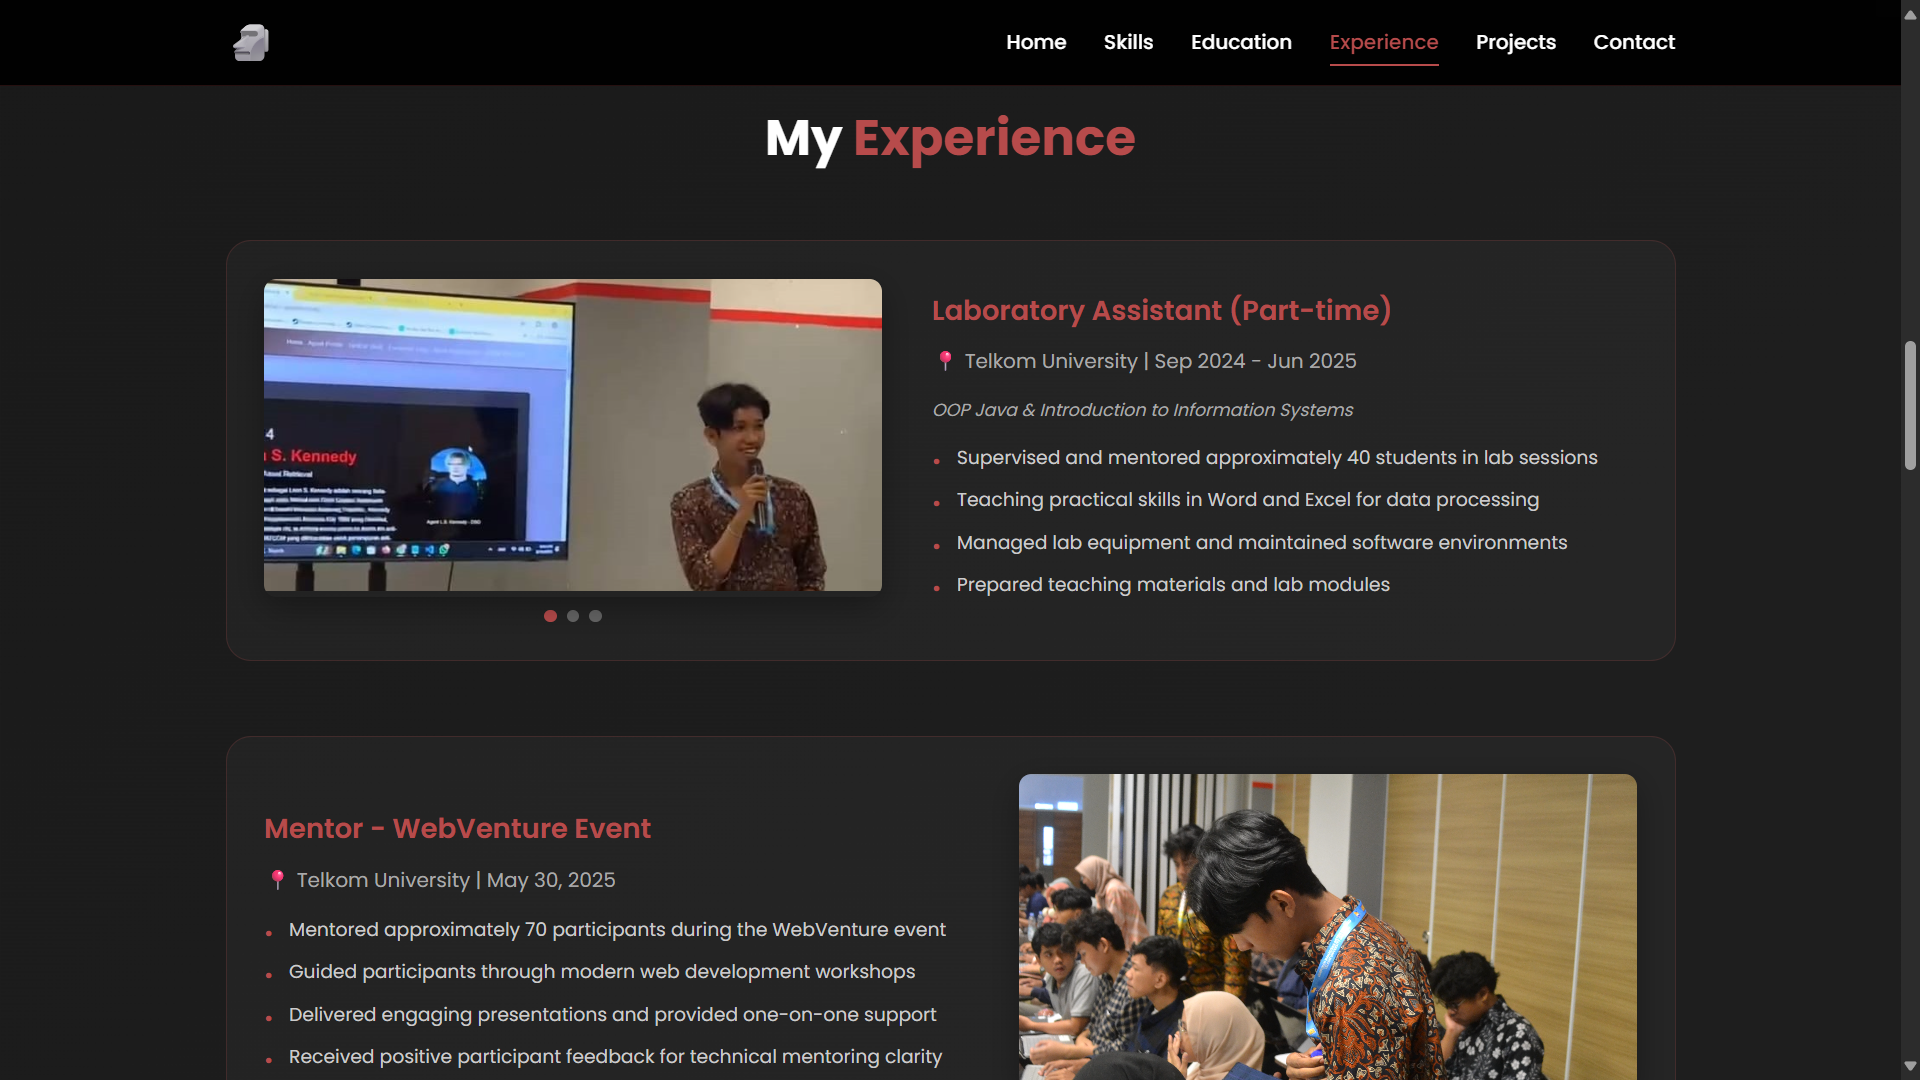 Home Skills Education Experience Projects Contact
My Experience
S. Kennedy
Laboratory Assistant (Part-time)
Telkom University | Sep 2024 - Jun 2025
OOP Java & Introduction to Information Systems
Supervised and mentored approximately 40 students in lab sessions
Teaching practical skills in Word and Excel for data processing
Managed lab equipment and maintained software environments
Prepared teaching materials and lab modules
Mentor - WebVenture Event
Telkom University | May 30, 2025
Mentored approximately 70 participants during the WebVenture event
Guided participants through modern web development workshops
Delivered engaging presentations and provided one-on-one support
Received positive participant feedback for technical mentoring clarity